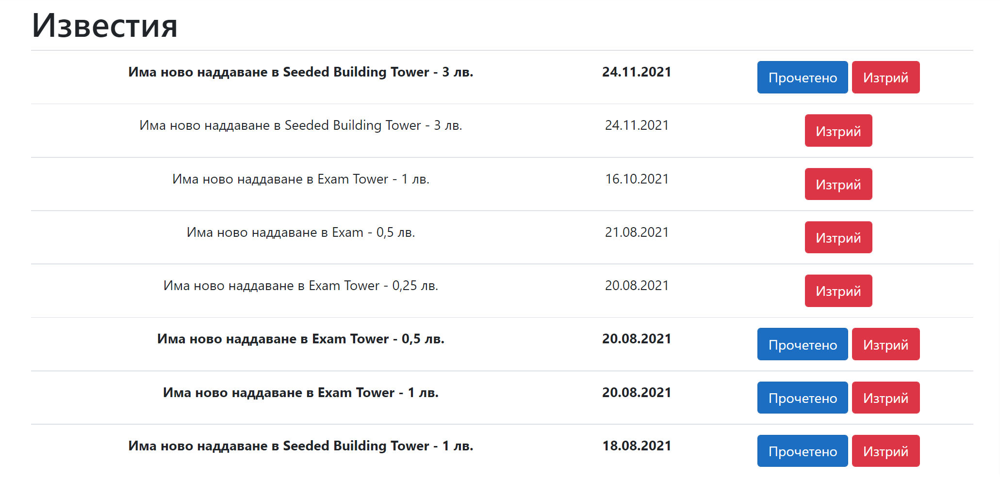 Известия
Има ново наддаване в Seeded Building Tower - 3 лв. 24.11.2021 Прочетено Изтрий
Има ново наддаване в Seeded Building Tower - 3 лв. 24.11.2021 Изтрий
Има ново наддаване в Exam Tower - 1 лв. 16.10.2021 Изтрий
Има ново наддаване в Exam - 0,5 лв. 21.08.2021 Изтрий
Има ново наддаване в Exam Tower - 0,25 лв. 20.08.2021 Изтрий
Има ново наддаване в Exam Tower - 0,5 лв. 20.08.2021 Прочетено Изтрий
Има ново наддаване в Exam Tower - 1 лв. 20.08.2021 Прочетено Изтрий
Има ново наддаване в Seeded Building Tower - 1 лв. 18.08.2021 Прочетено Изтрий